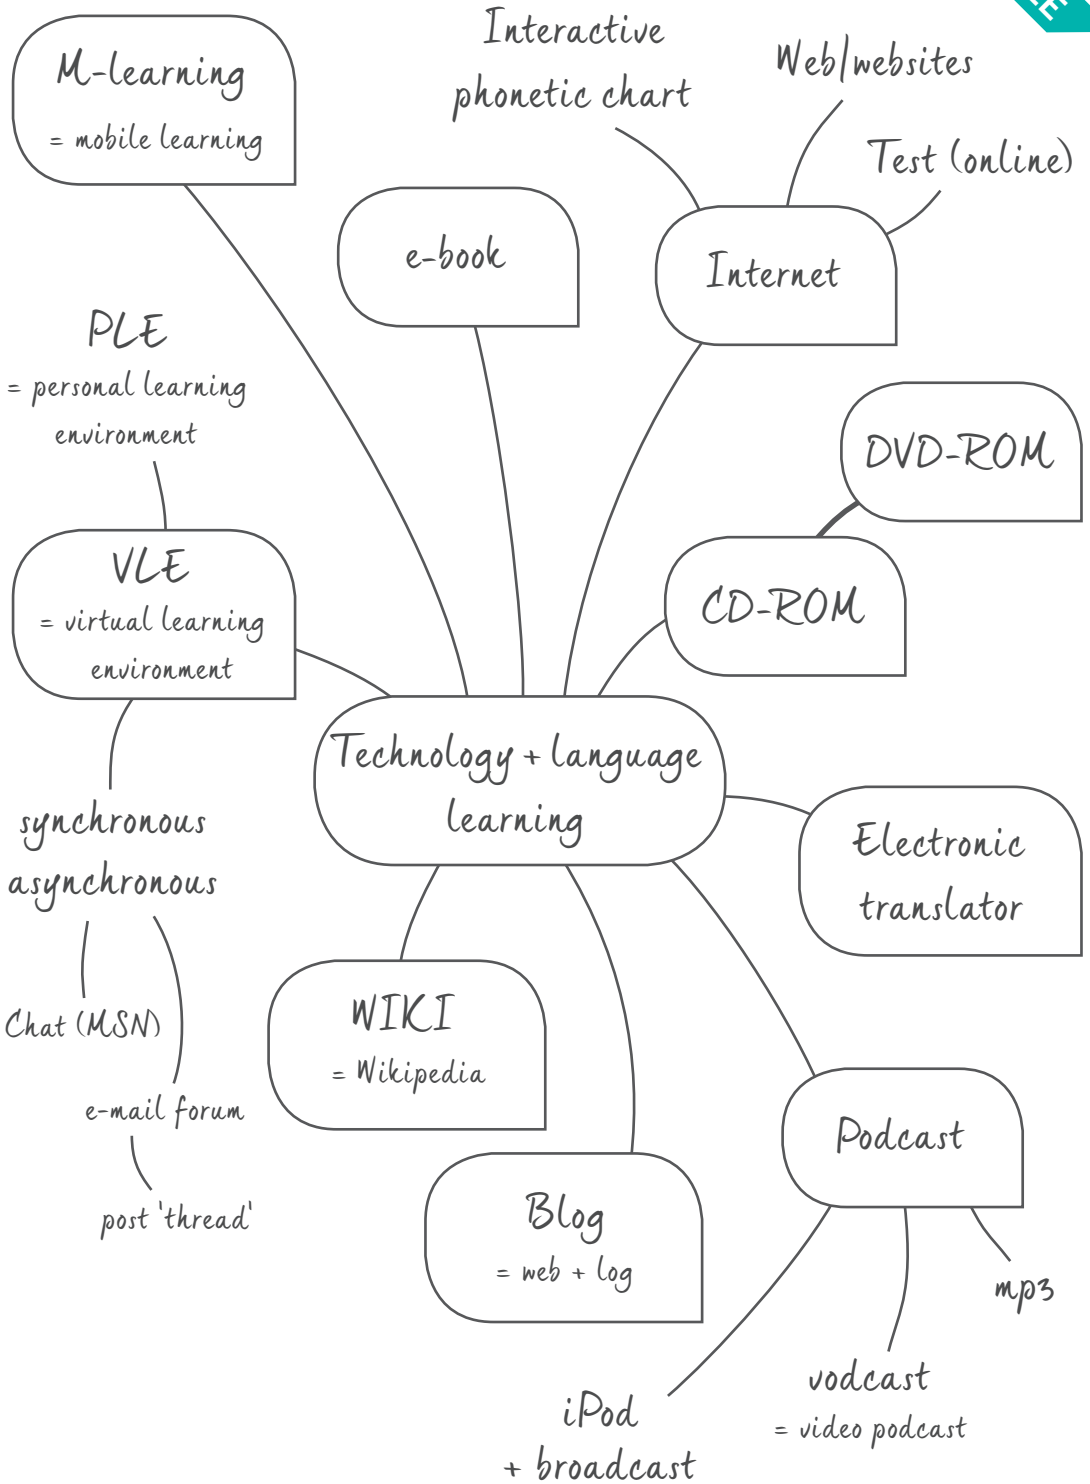 M-learning
= mobile learning
Interactive
phonetic chart
Web/websites
Test (online)
e-book
Internet
PLE
= personal learning
environment
DVD-ROM
VLE
= virtual learning
environment
CD-ROM
Technology + language
learning
synchronous
asynchronous
Electronic
translator
Chat (MSN)
WIKI
= Wikipedia
e-mail forum
Podcast
post 'thread'
Blog
= web + log
mp3
vodcast
= video podcast
iPod
+ broadcast